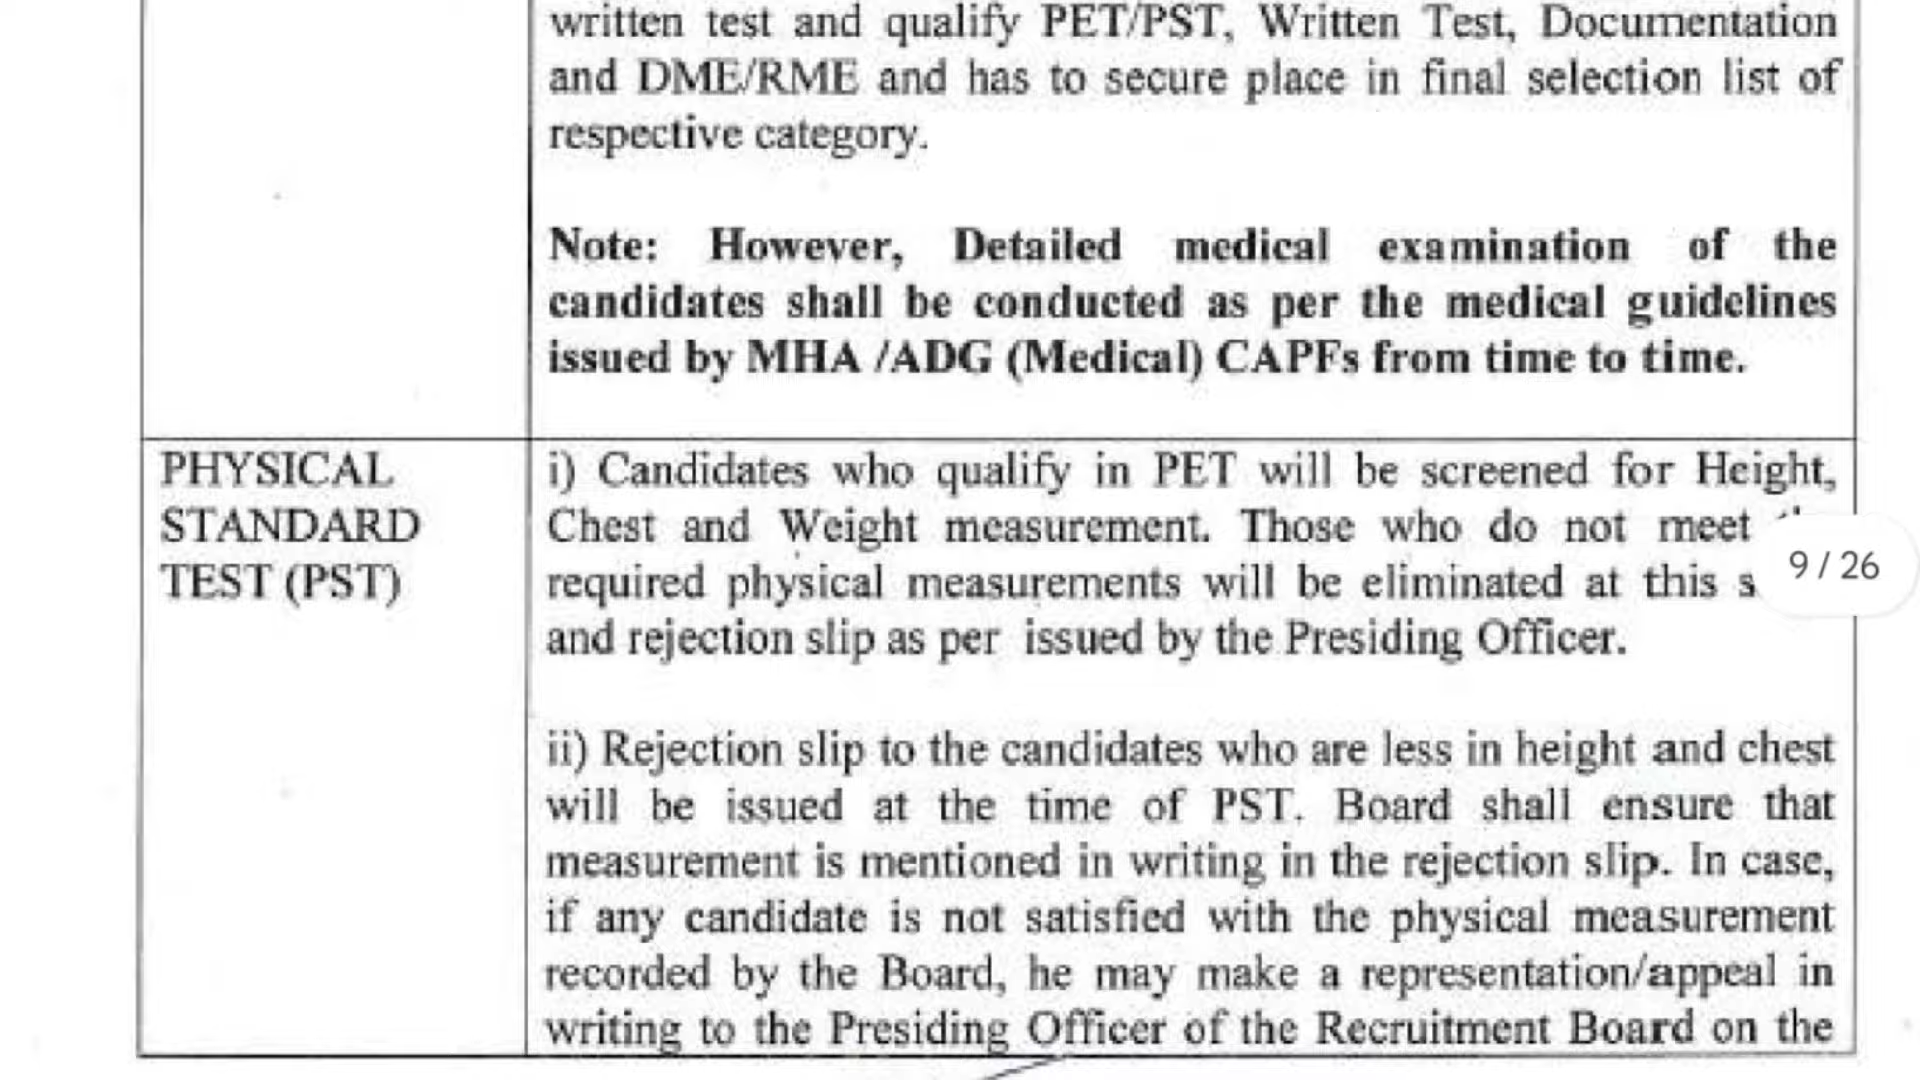 written test and qualify PET/PST, Written Test, Documentation
and DME/RME and has to secure place in final selection list of
respective category.
Note: However, Detailed medical examination of the
candidates shall be conducted as per the medical guidelines
issued by MHA /ADG (Medical) CAPFs from time to time.
PHYSICAL
STANDARD
TEST (PST)
i) Candidates who qualify in PET will be screened for Height,
Chest and Weight measurement. Those who do not meet
required physical measurements will be eliminated at this
and rejection slip as per issued by the Presiding Officer.
9 / 26
ii) Rejection slip to the candidates who are less in height and chest
will be issued at the time of PST. Board shall ensure that
measurement is mentioned in writing in the rejection slip. In case,
if any candidate is not satisfied with the physical measurement
recorded by the Board, he may make a representation/appeal in
writing to the Presiding Officer of the Recruitment Board on the